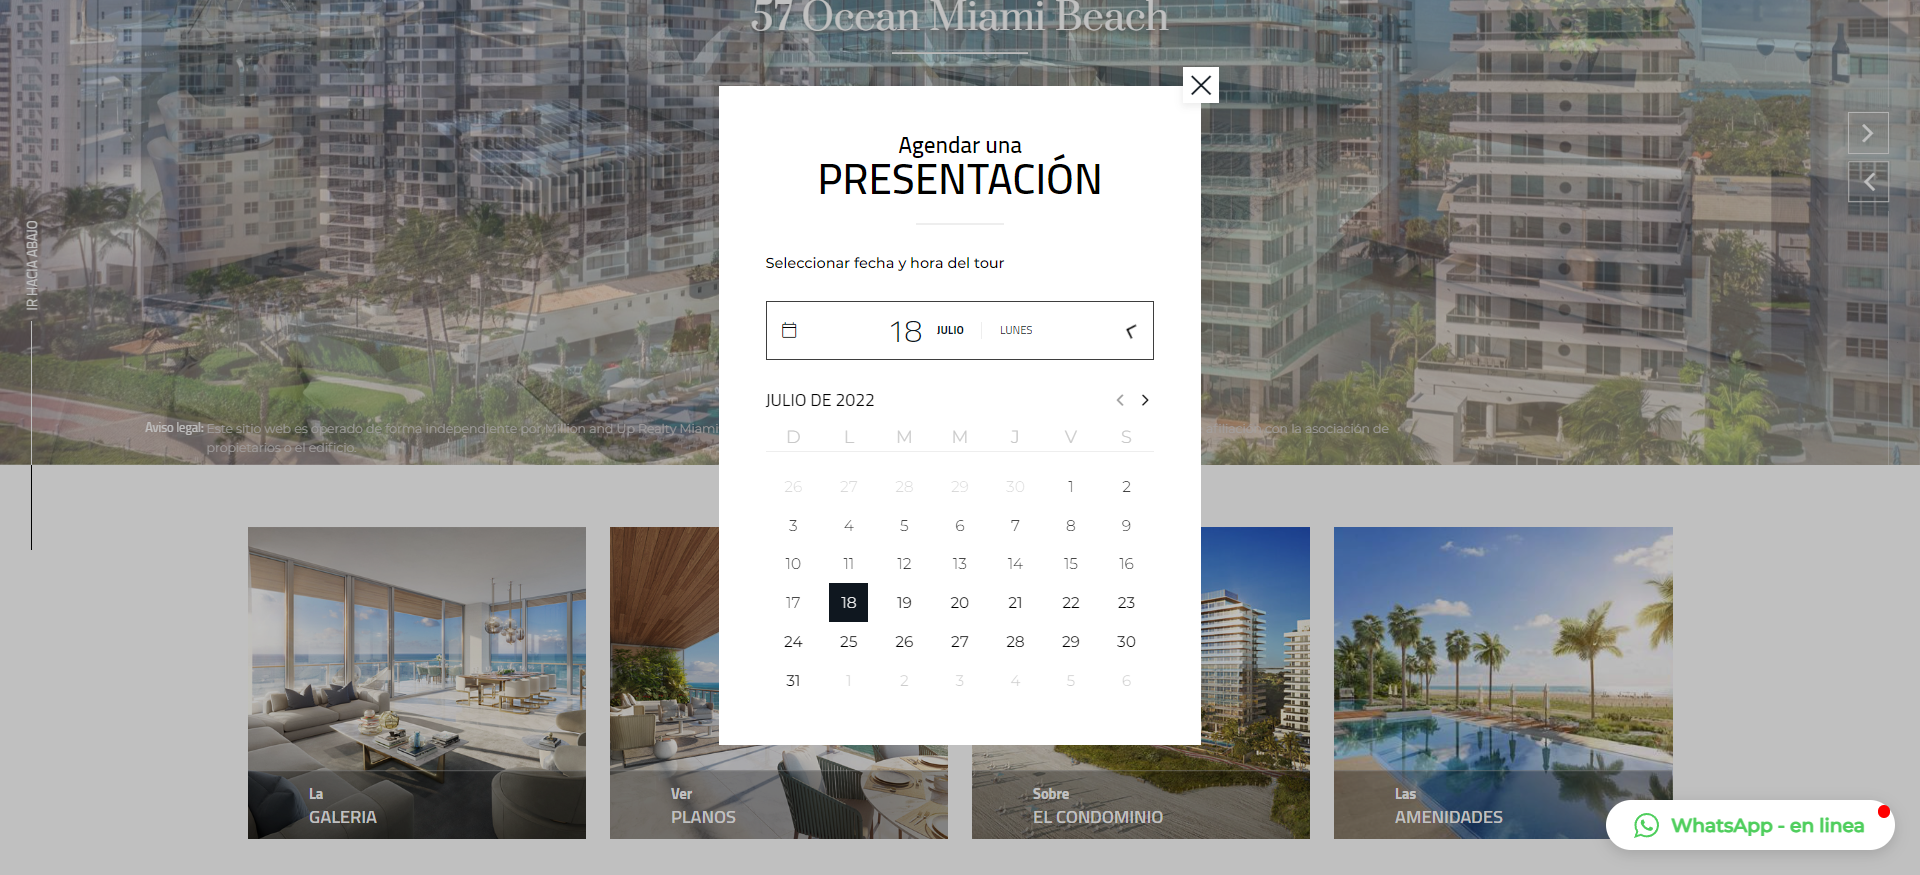 57 Ocean Miami Beach
IR HACIA ABAJO
Agendar una
PRESENTACIÓN
Seleccionar fecha y hora del tour
18 JULIO LUNES
JULIO DE 2022
D L M M J V S
26 27 28 29 30 1 2
3 4 5 6 7 8 9
10 11 12 13 14 15 16
17 18 19 20 21 22 23
24 25 26 27 28 29 30
31 1 2 3 4 5 6
Aviso legal: Este sitio web es operado de forma independiente por Million and Up Realty Miami con la asociación de
propietarios o el edificio
La
GALERIA
Ver
PLANOS
Sobre
EL CONDOMINIO
Las
AMENIDADES
WhatsApp - en linea